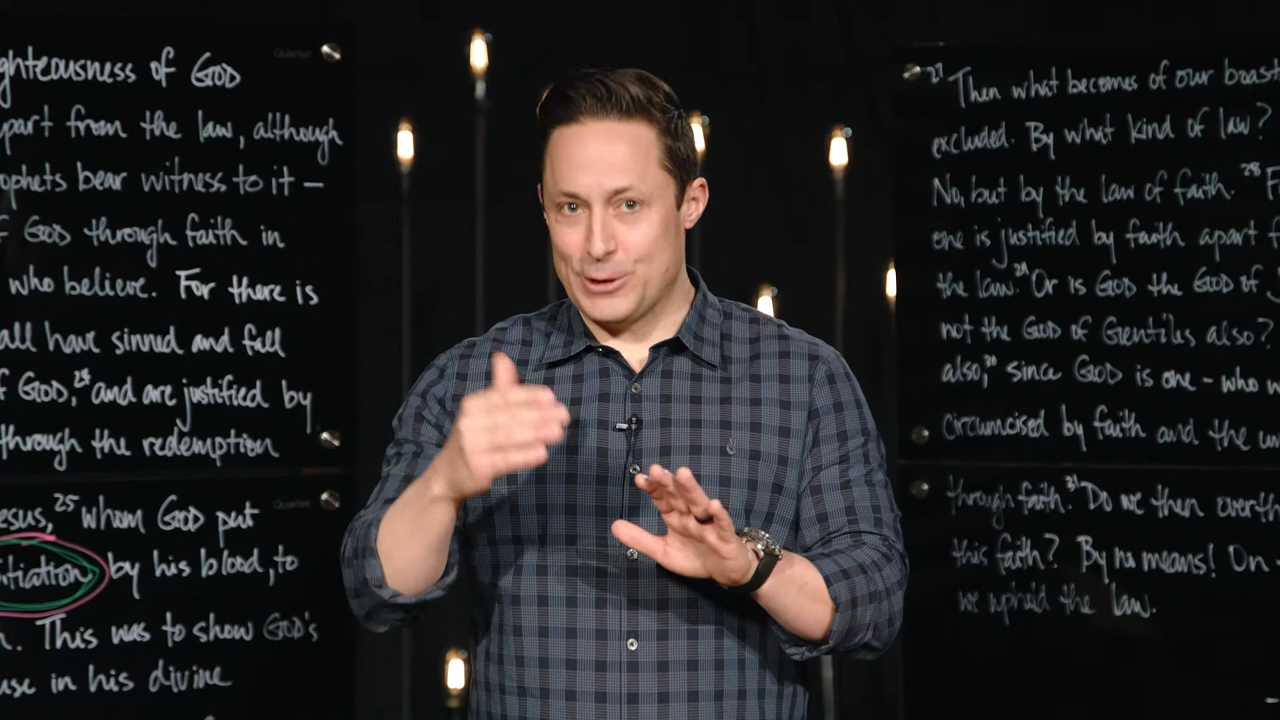 Quartet
ghteousness of GOD
part from the law, although
ophets bear witness to it –
f GOD through faith in
who believe. For there is
all have sinned and fall
f GOD,²⁴ and are justified by
through the redemption
Quartet
esus,²⁵ whom GOD put
itiation by his blood, to
This was to show GOD's
use in his divine
²⁷ Then what becomes of our boast
excluded. By what kind of law?
No, but by the law of faith. ²⁸ F
one is justified by faith apart f
the law. ²⁹ Or is GOD the GOD of J
not the GOD of Gentiles also?
also,³⁰ since GOD is one – who w
circumcised by faith and the un
through faith. ³¹ Do we then overth
this faith? By no means! On
we uphold the law.